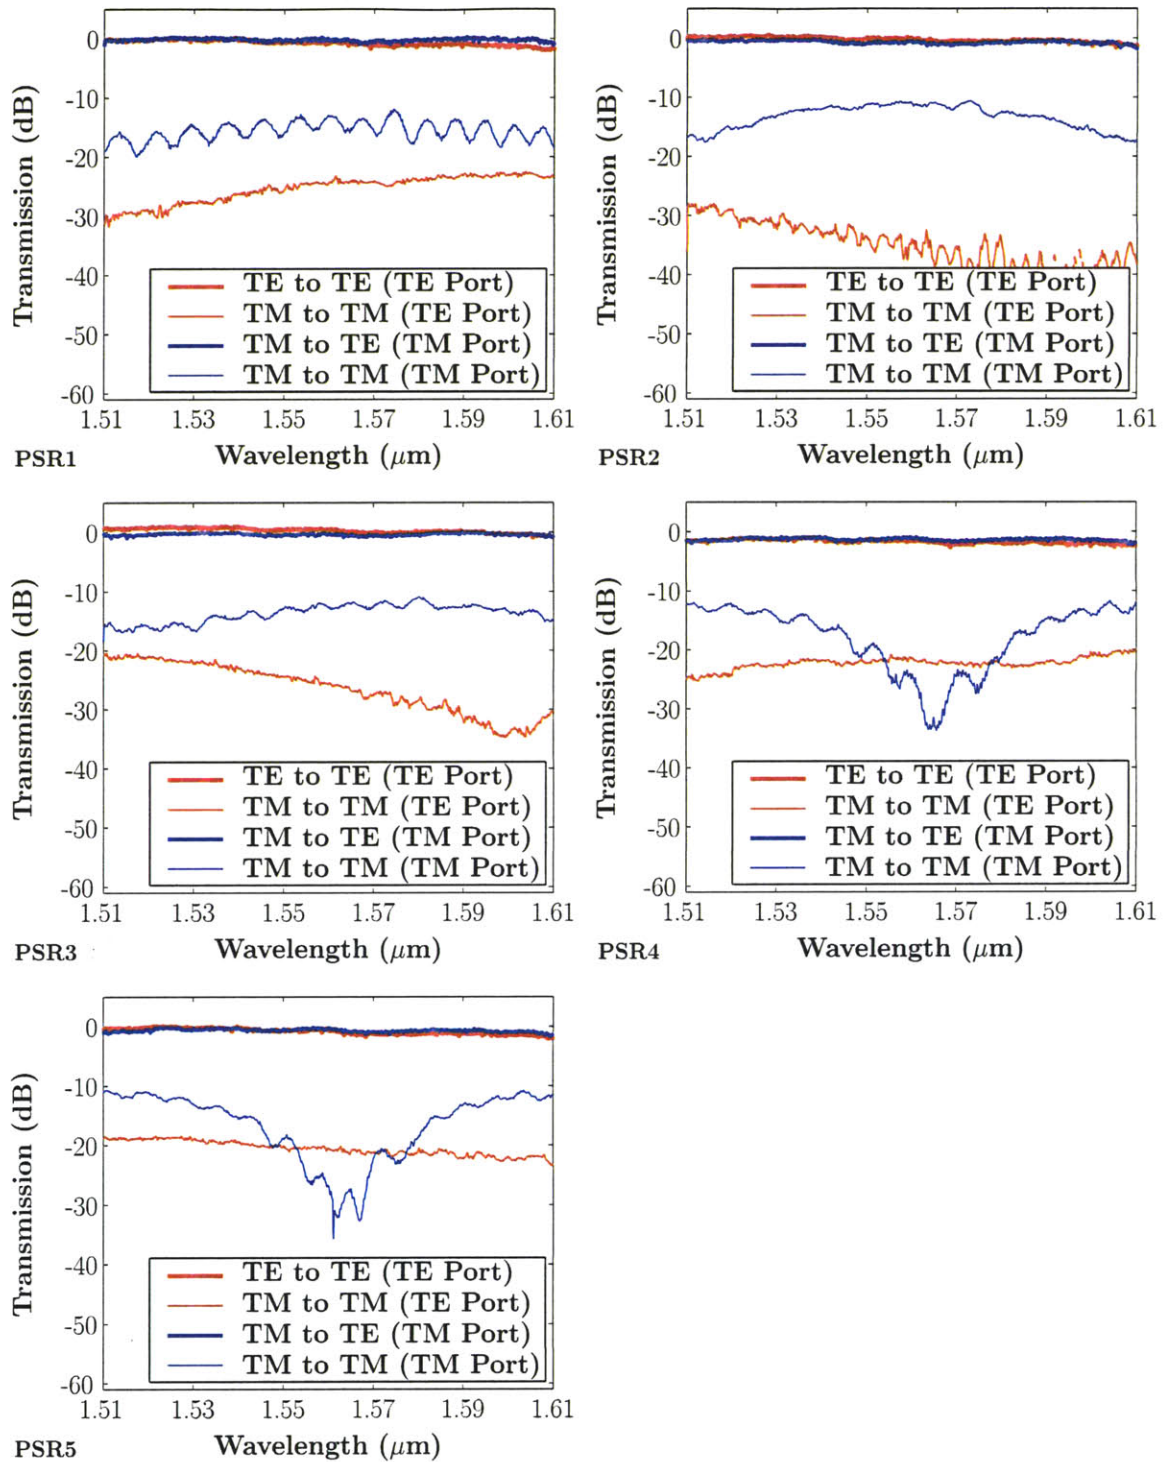 0
-10
-20
-30
-40
-50
-60
Transmission (dB)
TE to TE (TE Port)
TM to TM (TE Port)
TM to TE (TM Port)
TM to TM (TM Port)
1.51 1.53 1.55 1.57 1.59 1.61
PSR1 Wavelength (μm)
0
-10
-20
-30
-40
-50
-60
Transmission (dB)
TE to TE (TE Port)
TM to TM (TE Port)
TM to TE (TM Port)
TM to TM (TM Port)
1.51 1.53 1.55 1.57 1.59 1.61
PSR2 Wavelength (μm)
0
-10
-20
-30
-40
-50
-60
Transmission (dB)
TE to TE (TE Port)
TM to TM (TE Port)
TM to TE (TM Port)
TM to TM (TM Port)
1.51 1.53 1.55 1.57 1.59 1.61
PSR3 Wavelength (μm)
0
-10
-20
-30
-40
-50
-60
Transmission (dB)
TE to TE (TE Port)
TM to TM (TE Port)
TM to TE (TM Port)
TM to TM (TM Port)
1.51 1.53 1.55 1.57 1.59 1.61
PSR4 Wavelength (μm)
0
-10
-20
-30
-40
-50
-60
Transmission (dB)
TE to TE (TE Port)
TM to TM (TE Port)
TM to TE (TM Port)
TM to TM (TM Port)
1.51 1.53 1.55 1.57 1.59 1.61
PSR5 Wavelength (μm)